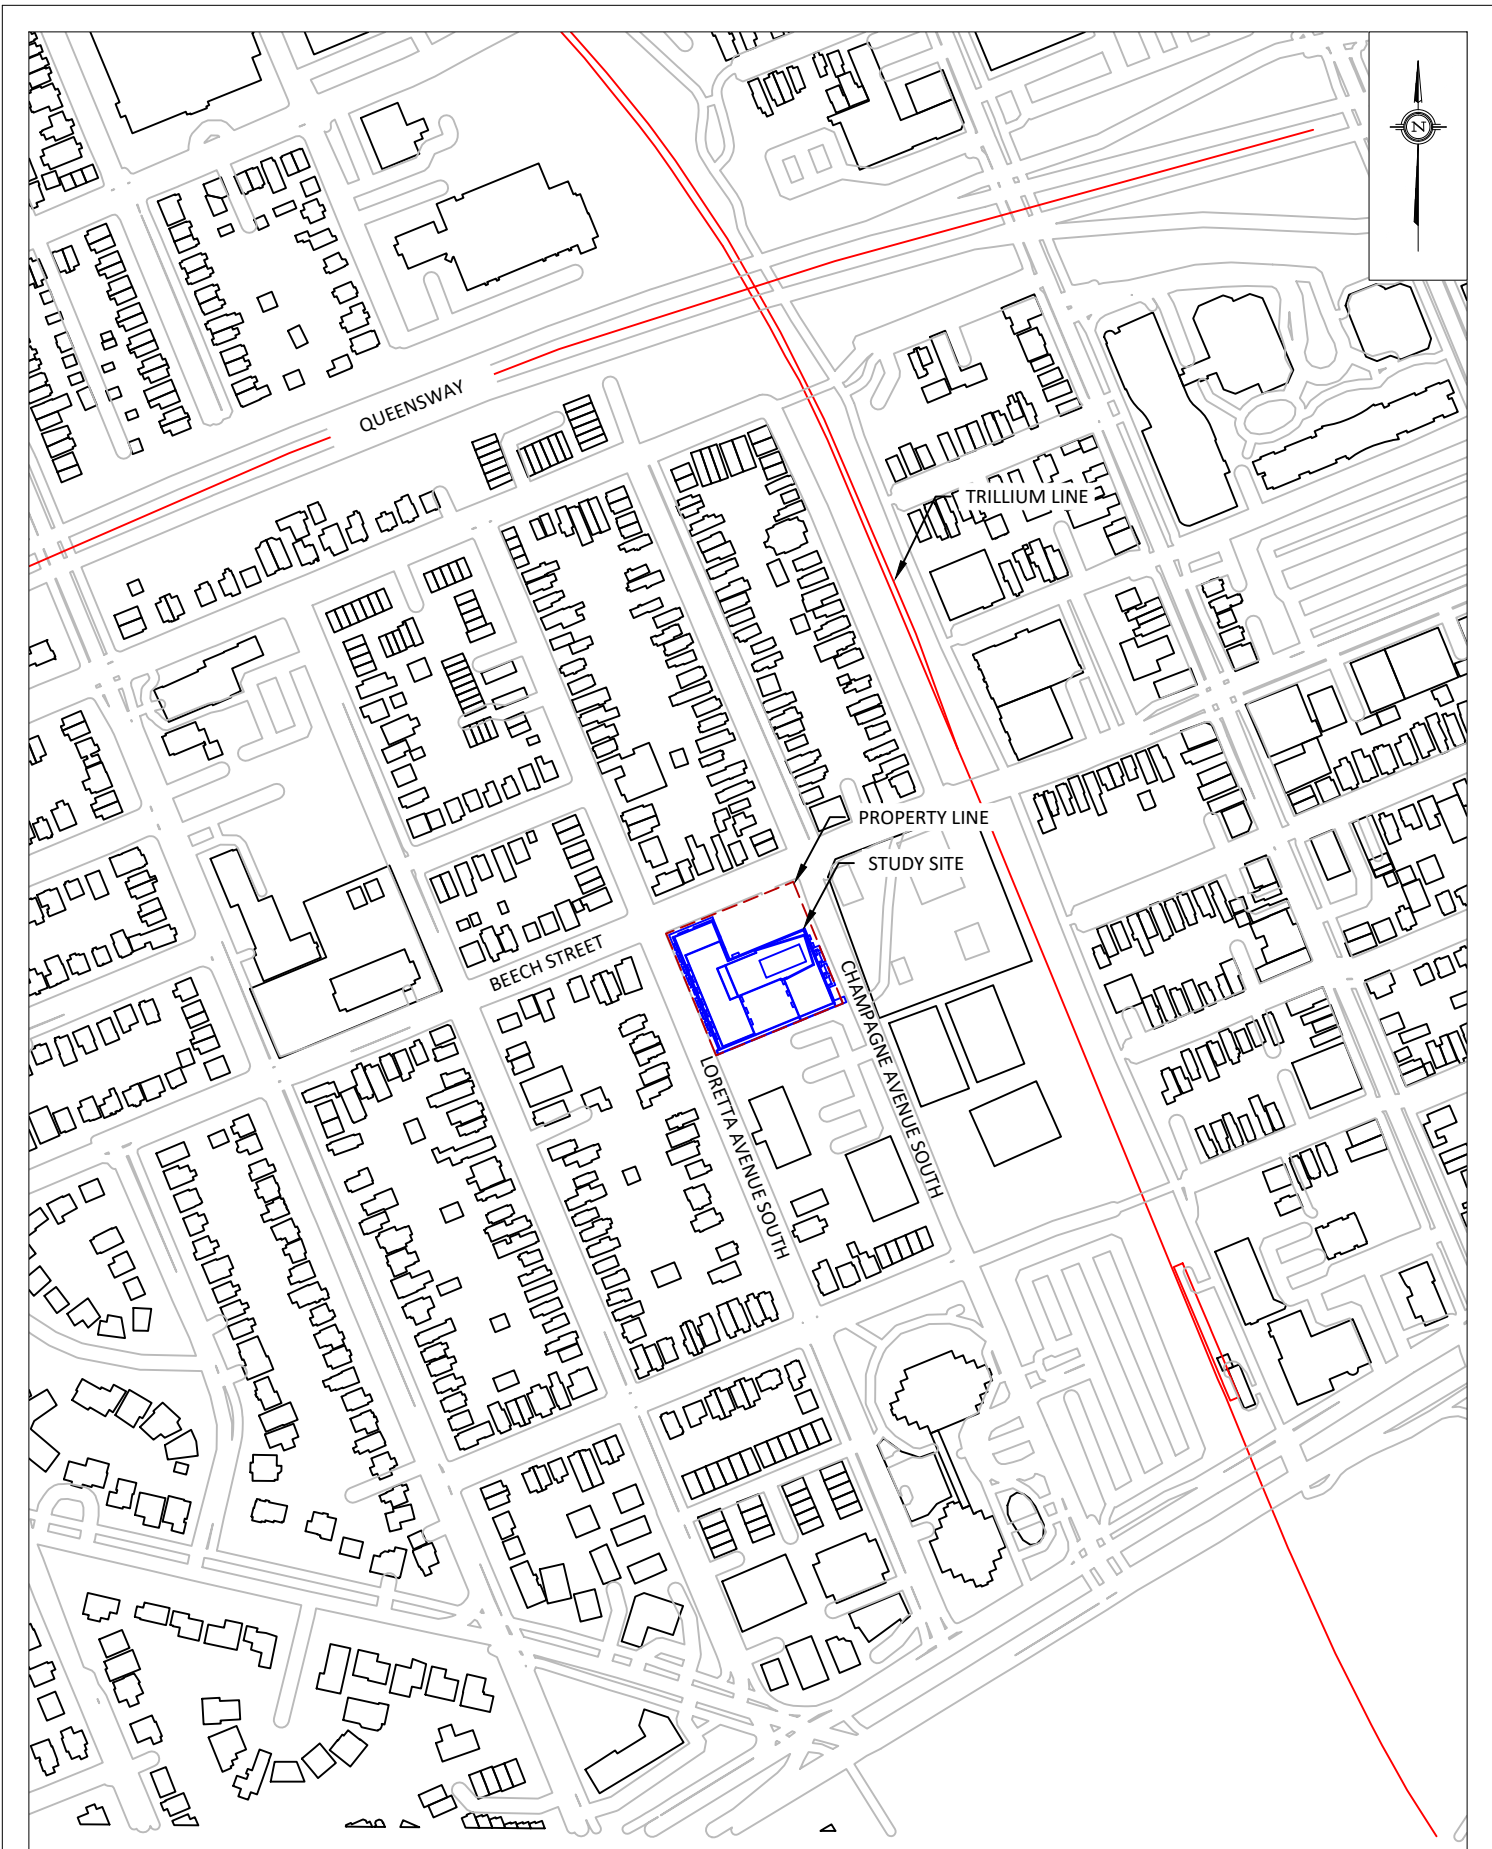 N
QUEENSWAY
TRILLIUM LINE
PROPERTY LINE
STUDY SITE
BEECH STREET
CHAMPAGNE AVENUE SOUTH
LORETTA AVENUE SOUTH